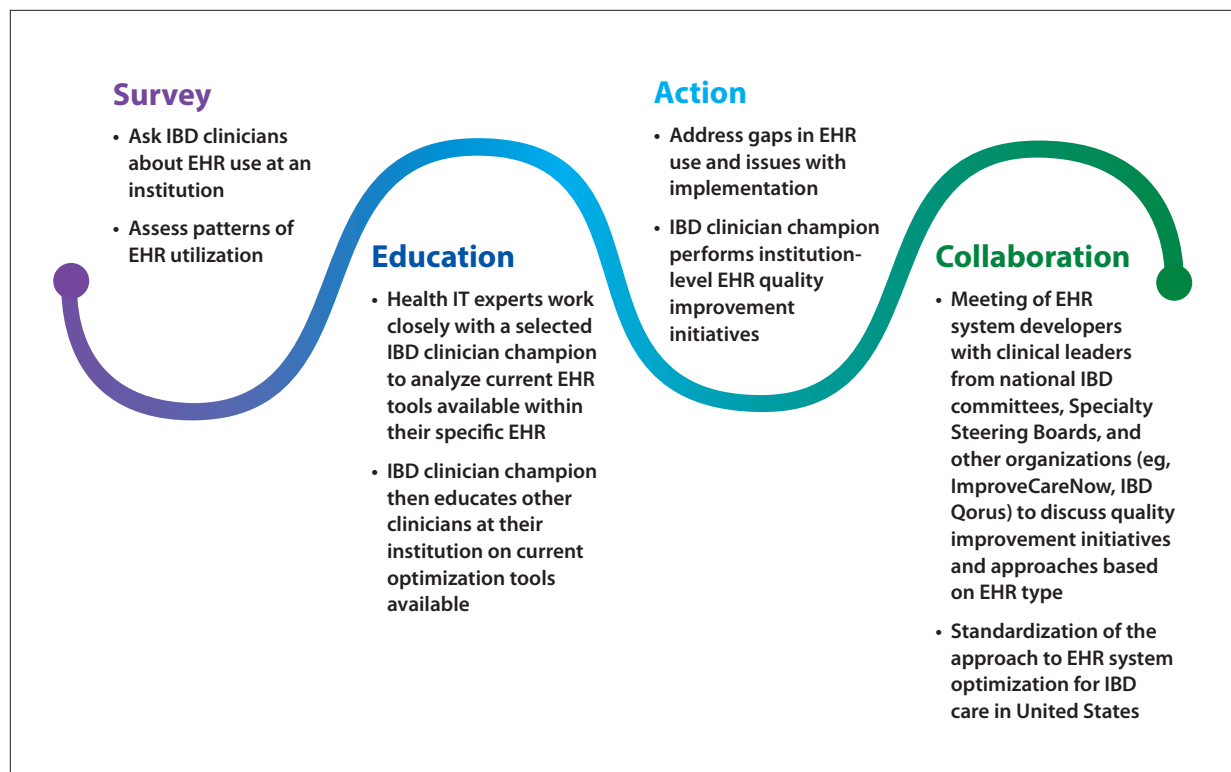 Survey
• Ask IBD clinicians
about EHR use at an
institution
• Assess patterns of
EHR utilization
Education
• Health IT experts work
closely with a selected
IBD clinician champion
to analyze current EHR
tools available within
their specific EHR
• IBD clinician champion
then educates other
clinicians at their
institution on current
optimization tools
available
Action
• Address gaps in EHR
use and issues with
implementation
• IBD clinician champion
performs institution-
level EHR quality
improvement
initiatives
Collaboration
• Meeting of EHR
system developers
with clinical leaders
from national IBD
committees, Specialty
Steering Boards, and
other organizations (eg,
ImproveCareNow, IBD
Qorus) to discuss quality
improvement initiatives
and approaches based
on EHR type
• Standardization of the
approach to EHR system
optimization for IBD
care in United States